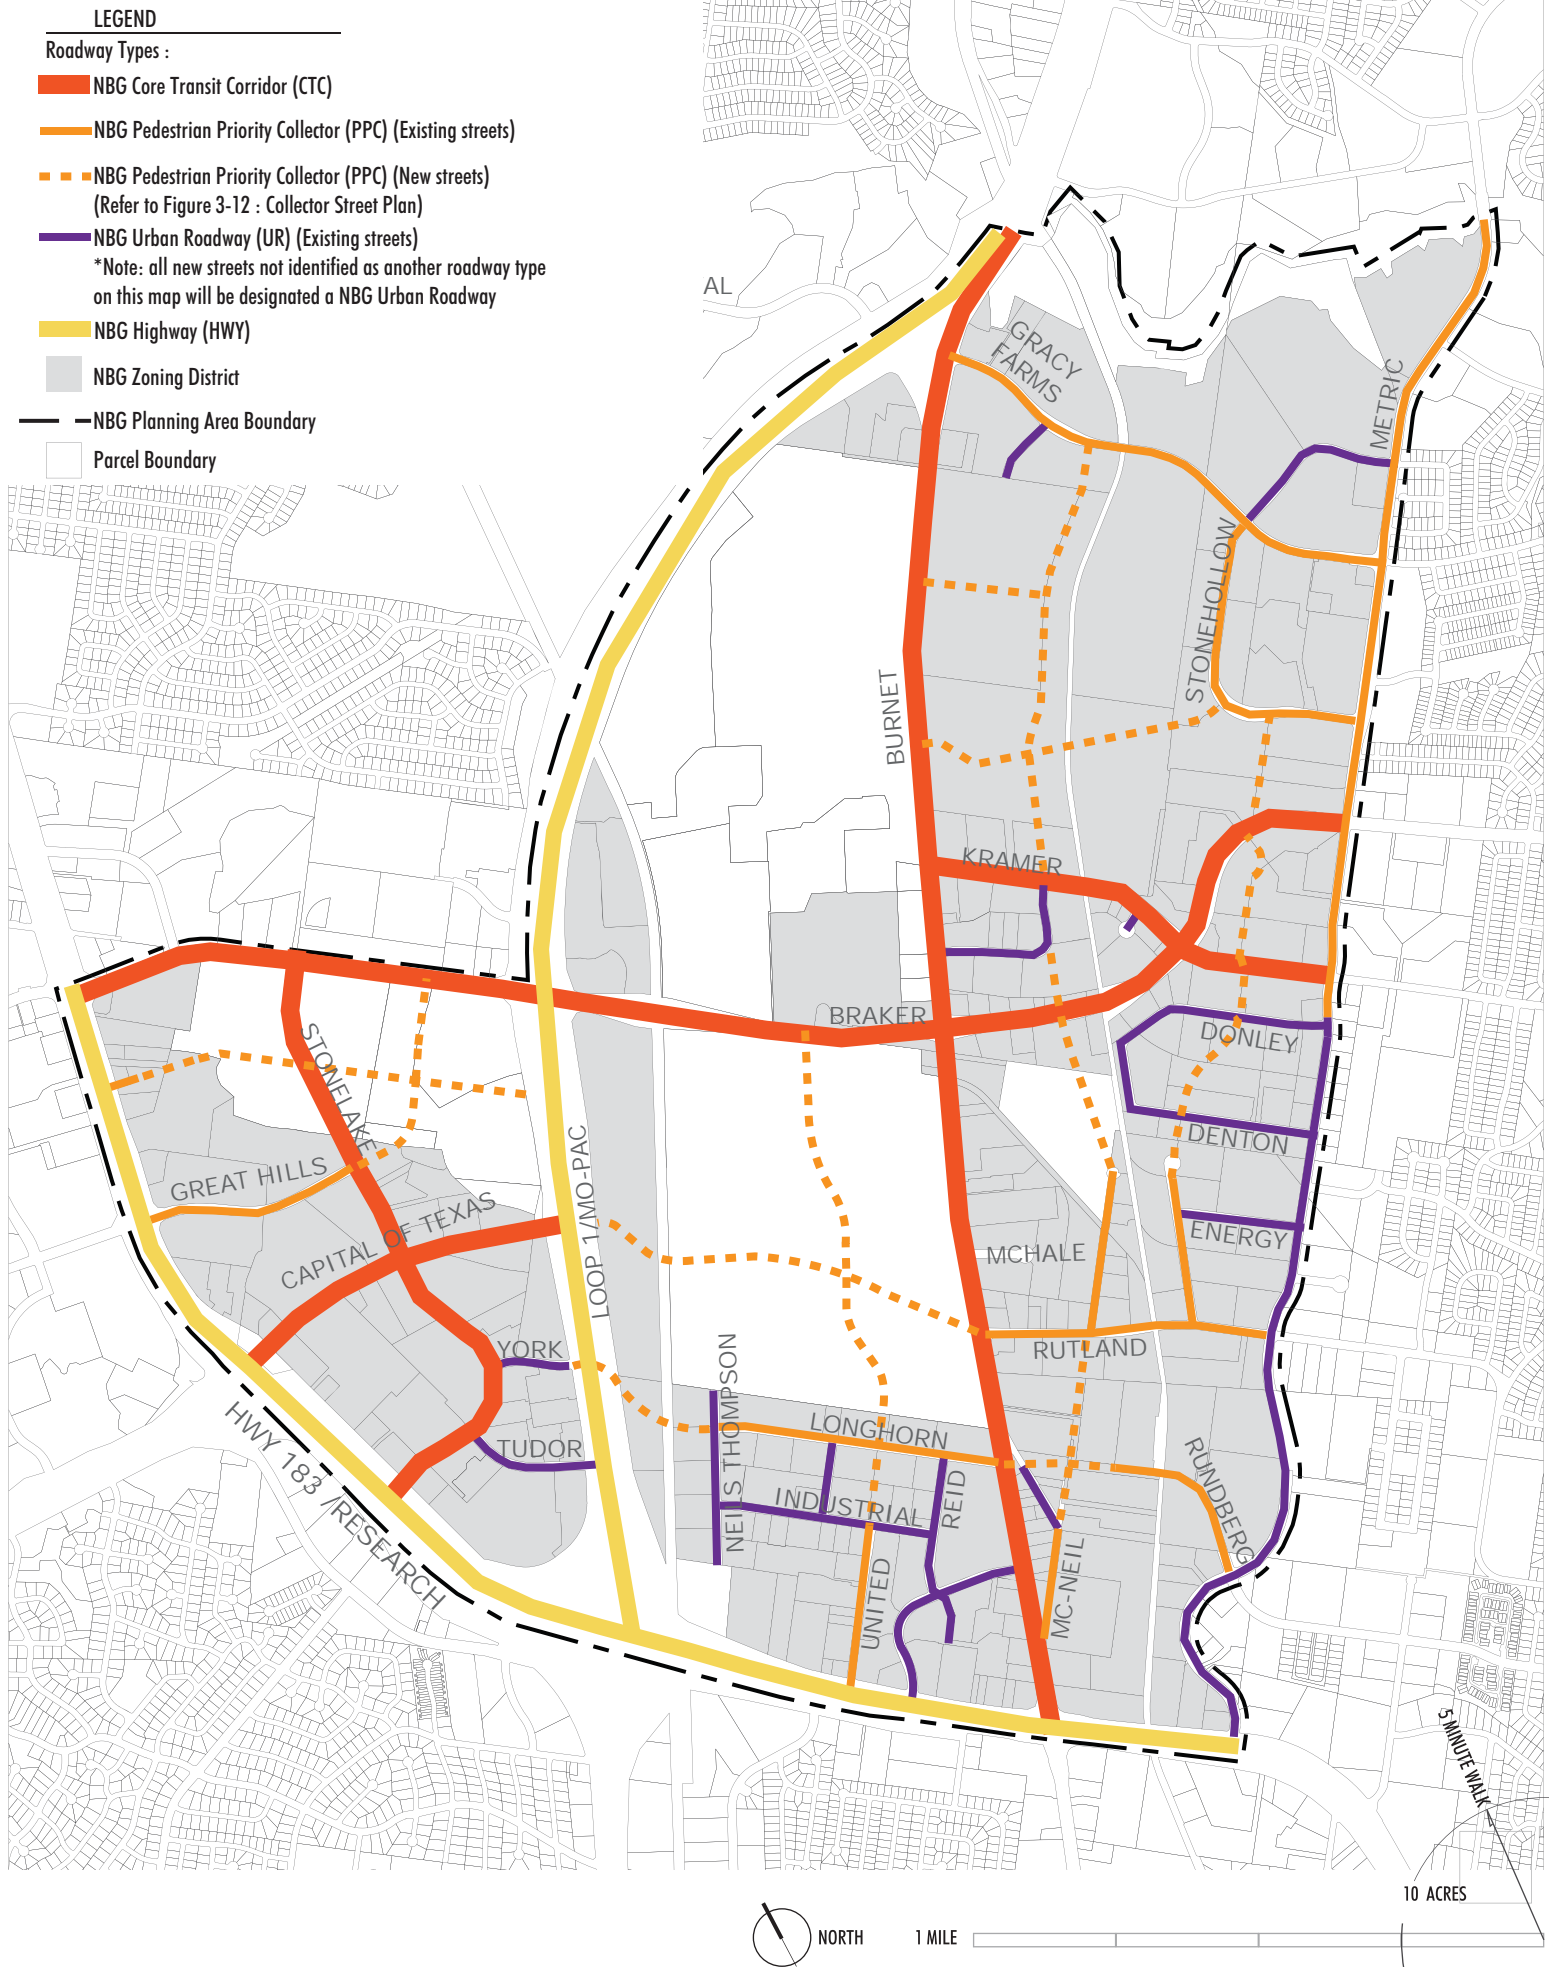 LEGEND
Roadway Types :
NBG Core Transit Corridor (CTC)
NBG Pedestrian Priority Collector (PPC) (Existing streets)
NBG Pedestrian Priority Collector (PPC) (New streets)
(Refer to Figure 3-12 : Collector Street Plan)
NBG Urban Roadway (UR) (Existing streets)
*Note: all new streets not identified as another roadway type
on this map will be designated a NBG Urban Roadway
NBG Highway (HWY)
NBG Zoning District
NBG Planning Area Boundary
Parcel Boundary
AL
GRACY
FARMS
METRIC
STONEHOLLOW
BURNET
KRAMER
BRAKER
DONLEY
STONELAKE
DENTON
GREAT HILLS
CAPITAL OF TEXAS
LOOP 1/MO-PAC
ENERGY
MCHALE
RUTLAND
YORK
NEILS THOMPSON
LONGHORN
HWY 183 /RESEARCH
TUDOR
RUNDBERG
INDUSTRIAL
REID
UNITED
MC-NEIL
5 MINUTE WALK
10 ACRES
NORTH
1 MILE